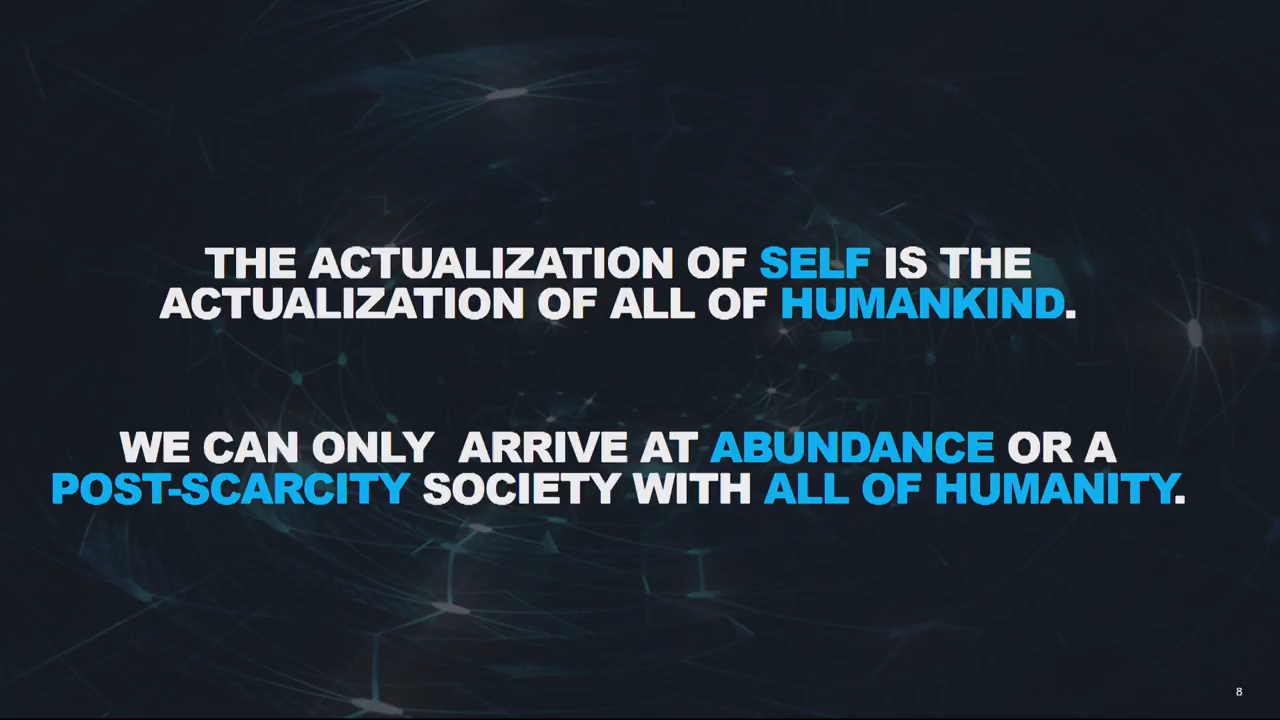 THE ACTUALIZATION OF SELF IS THE
ACTUALIZATION OF ALL OF HUMANKIND.
WE CAN ONLY  ARRIVE AT ABUNDANCE OR A
POST-SCARCITY SOCIETY WITH ALL OF HUMANITY.
8